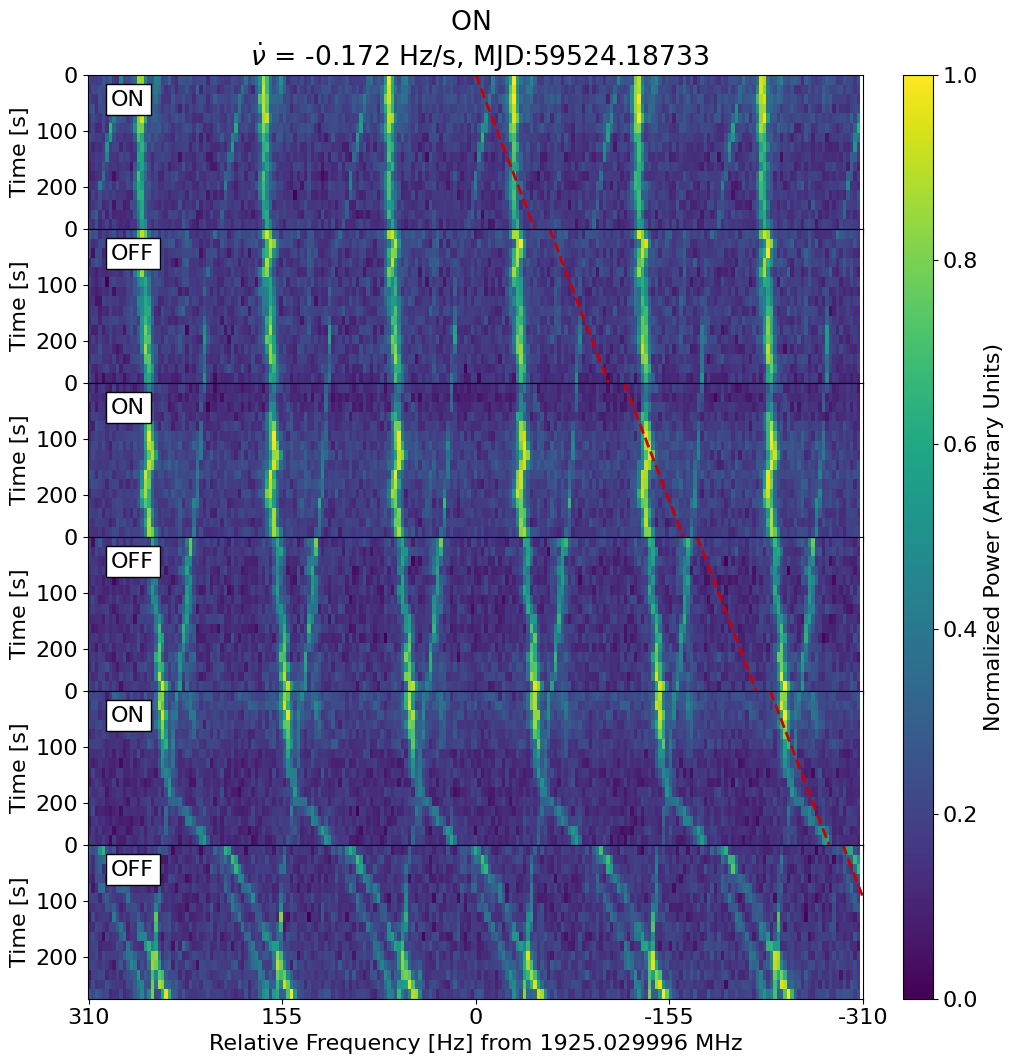 ON
ν̇ = -0.172 Hz/s, MJD:59524.18733
0
ON
100
Time [s]
200
0
OFF
100
Time [s]
200
0
ON
100
Time [s]
200
0
OFF
100
Time [s]
200
0
ON
100
Time [s]
200
0
OFF
100
Time [s]
200
310 155 0 -155 -310
Relative Frequency [Hz] from 1925.029996 MHz
1.0
0.8
0.6
0.4
0.2
0.0
Normalized Power (Arbitrary Units)